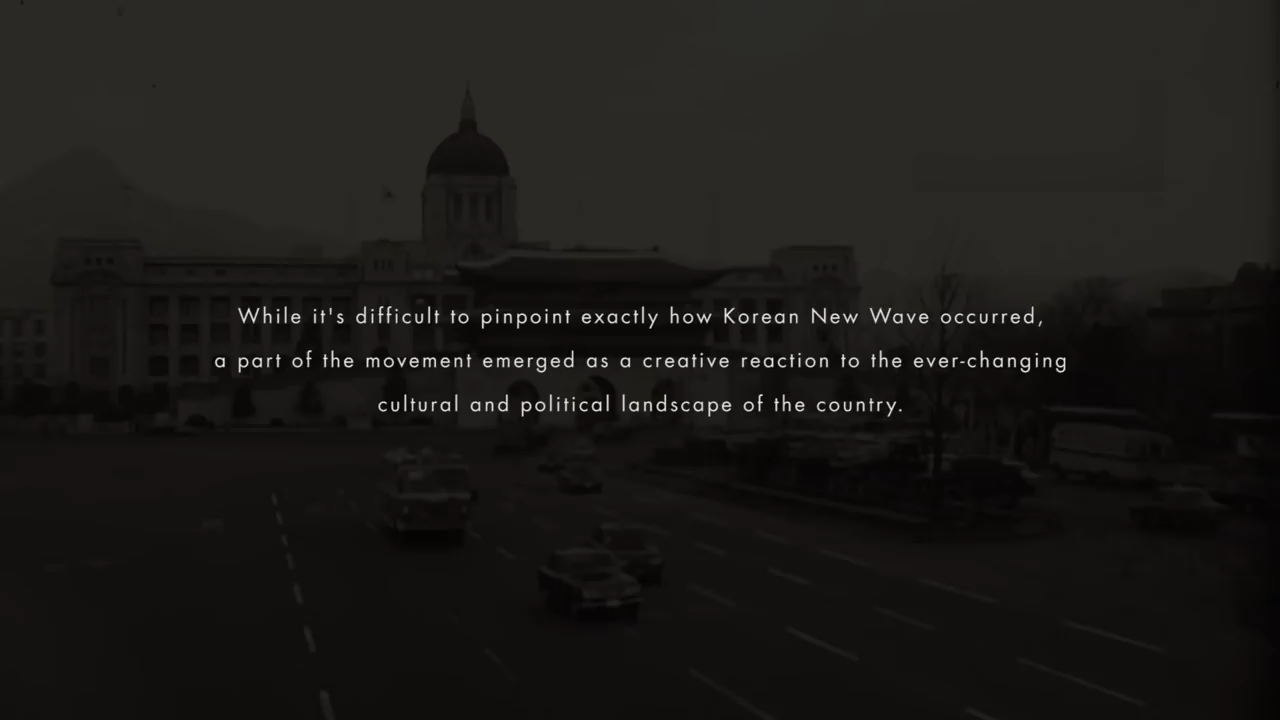 While it's difficult to pinpoint exactly how Korean New Wave occurred,
a part of the movement emerged as a creative reaction to the ever-changing
cultural and political landscape of the country.